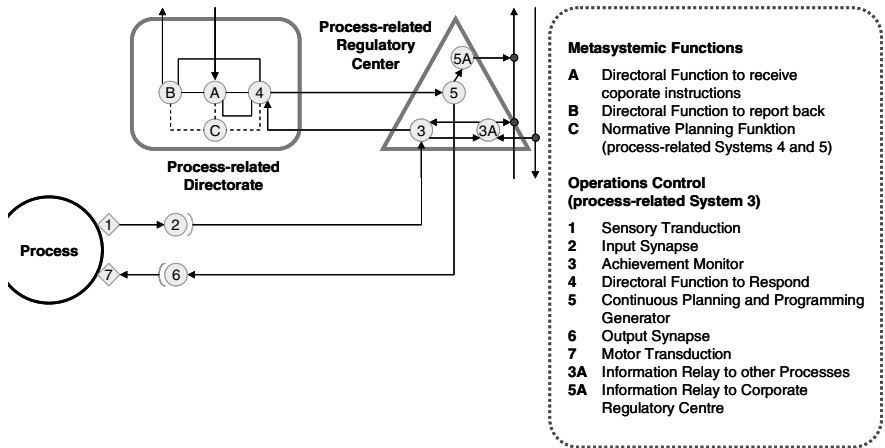 Process-related
Regulatory
Center
5A
B
A
4
5
C
3
3A
Process-related
Directorate
1
2
Process
7
6
Metasystemic Functions
A Directoral Function to receive
coporate instructions
B Directoral Function to report back
C Normative Planning Funktion
(process-related Systems 4 and 5)
Operations Control
(process-related System 3)
1 Sensory Tranduction
2 Input Synapse
3 Achievement Monitor
4 Directoral Function to Respond
5 Continuous Planning and Programming
Generator
6 Output Synapse
7 Motor Transduction
3A Information Relay to other Processes
5A Information Relay to Corporate
Regulatory Centre